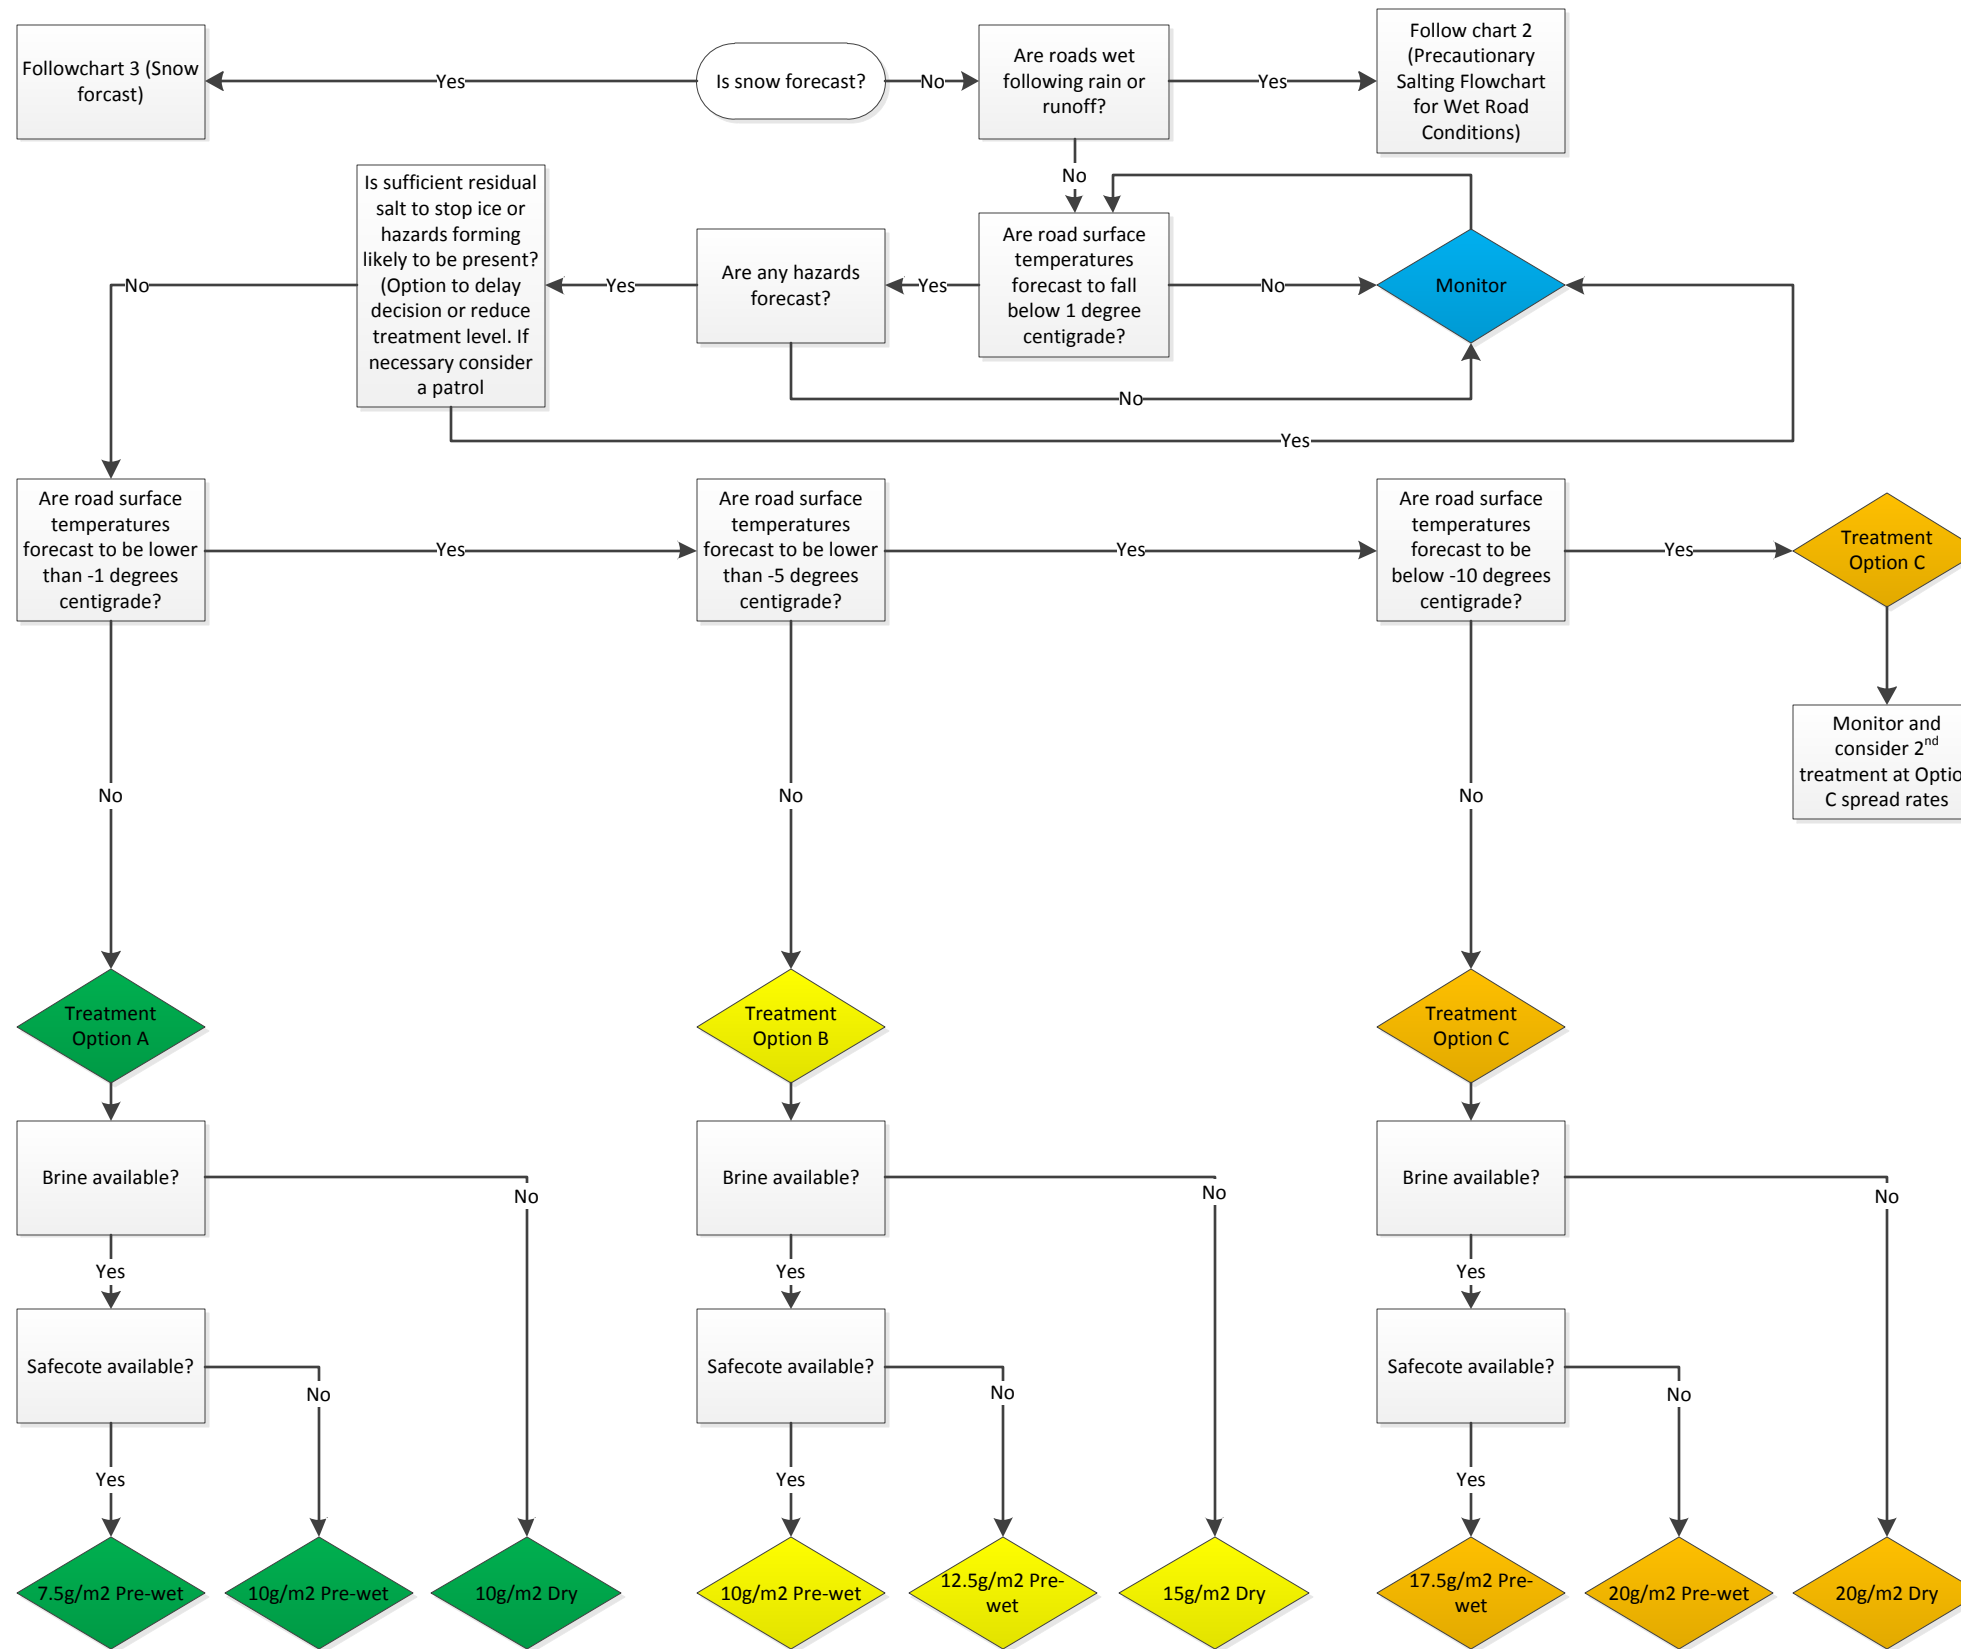 Followchart 3 (Snow
forcast)
Yes
Is snow forecast?
No
Are roads wet
following rain or
runoff?
Yes
Follow chart 2
(Precautionary
Salting Flowchart
for Wet Road
Conditions)
No
Is sufficient residual
salt to stop ice or
hazards forming
likely to be present?
(Option to delay
decision or reduce
treatment level. If
necessary consider
a patrol
No
Yes
Are any hazards
forecast?
Yes
Are road surface
temperatures
forecast to fall
below 1 degree
centigrade?
No
Monitor
No
Yes
Are road surface
temperatures
forecast to be lower
than -1 degrees
centigrade?
Yes
Are road surface
temperatures
forecast to be lower
than -5 degrees
centigrade?
Yes
Are road surface
temperatures
forecast to be
below -10 degrees
centigrade?
Yes
Treatment
Option C
Monitor and
consider 2nd
treatment at Optio
C spread rates
No
No
No
Treatment
Option A
Treatment
Option B
Treatment
Option C
Brine available?
No
Brine available?
No
Brine available?
No
Yes
Yes
Yes
Safecote available?
No
Safecote available?
No
Safecote available?
No
Yes
Yes
Yes
7.5g/m2 Pre-wet
10g/m2 Pre-wet
10g/m2 Dry
10g/m2 Pre-wet
12.5g/m2 Pre-
wet
15g/m2 Dry
17.5g/m2 Pre-
wet
20g/m2 Pre-wet
20g/m2 Dry